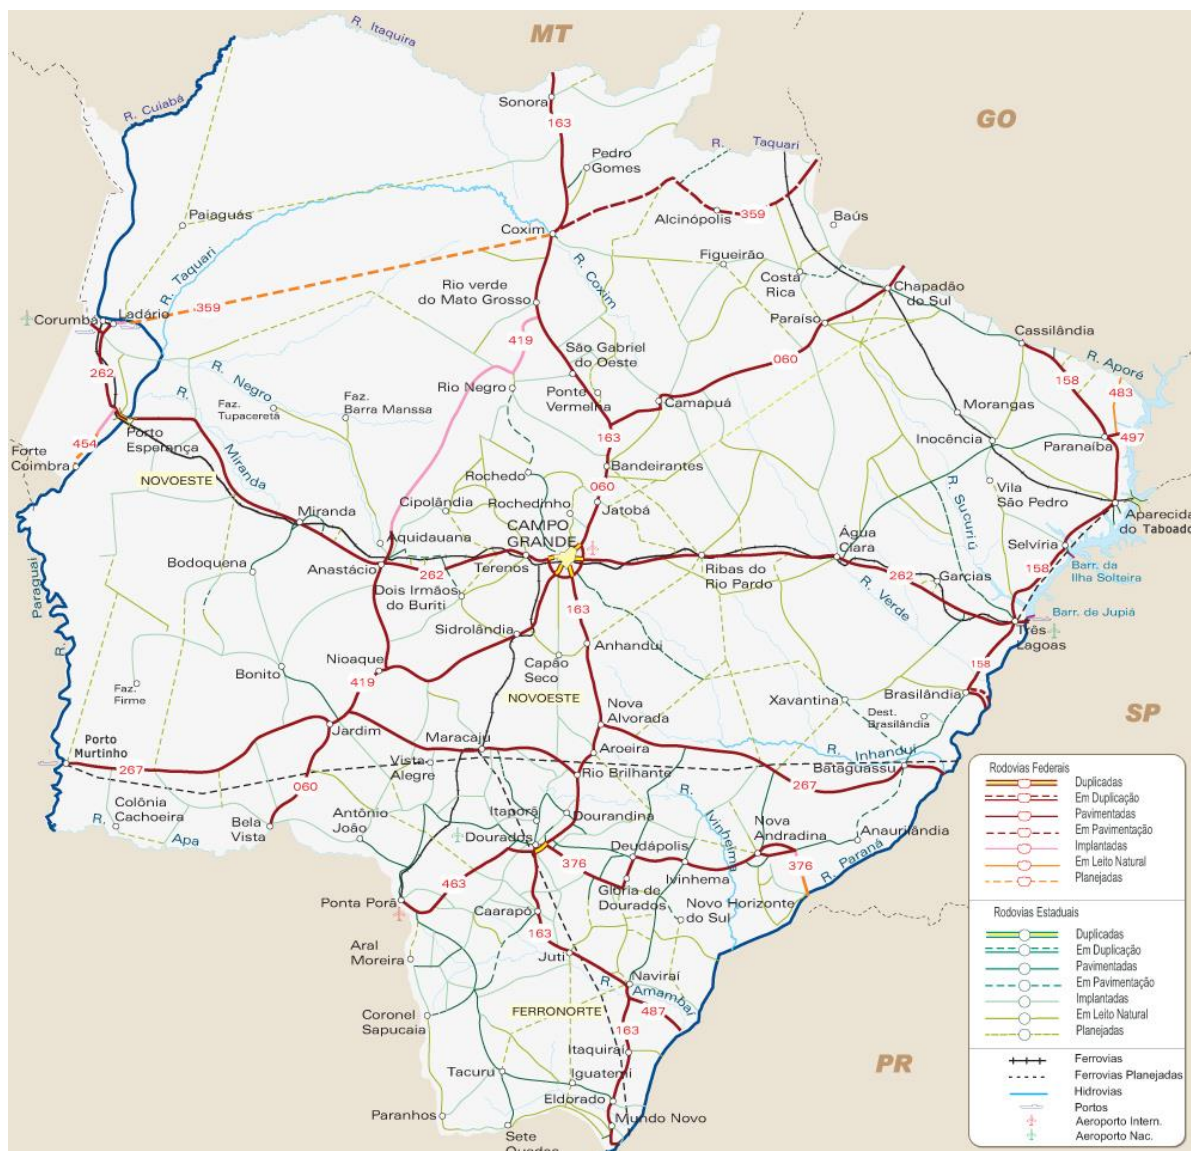 MT
GO
SP
PR
R. Itaquira
R. Cuiabá
Sonora
163
Pedro
Gomes
R. Taquari
Paiaguás
Coxim
Alcinópolis
359
Baús
R. Taquari
R. Coxim
Figueirão
Costa
Rica
Chapadão
do Sul
Rio verde
do Mato Grosso
359
Corumbá
Ladário
Paraíso
Cassilândia
419
São Gabriel
do Oeste
060
R. Aporé
262
R. Negro
Rio Negro
158
483
Faz.
Tupaceretã
Faz.
Barra Manssa
Ponte
Vermelha
Camapuã
Morangas
454
Porto
Esperança
163
Inocência
Paranaíba
497
Forte
Coimbra
R. Miranda
Bandeirantes
NOVOESTE
Rochedo
060
R. Sucuriú
Vila
São Pedro
Cipolândia
Rochedinho
Jatobá
Miranda
CAMPO
GRANDE
Aparecida
do Taboado
Aquidauana
Água
Clara
Selvíria
R. Paraguai
Bodoquena
Anastácio
262
Terenos
Ribas do
Rio Pardo
262
Garcias
158
Barr. da
Ilha Solteira
Dois Irmãos
do Buriti
163
R. Verde
Barr. de Jupiá
Sidrolândia
Anhandui
Três
Lagoas
Nioaque
Capão
Seco
158
Bonito
419
Faz.
Firme
NOVOESTE
Xavantina
Brasilândia
Dest.
Brasilândia
Nova
Alvorada
Jardim
Porto
Murtinho
Maracaju
Aroeira
R. Inhandui
267
Vista
Alegre
Rio Brilhante
267
Bataguassu
060
Colônia
Cachoeira
Antônio
João
Itaporã
Dourandina
R. Ivinheima
R. Apa
Bela
Vista
Dourados
Nova
Andradina
Anaurilândia
376
Deudápolis
376
R. Paraná
463
Glória de
Dourados
Ivinhema
Ponta Porã
Caarapó
Novo Horizonte
do Sul
163
Aral
Moreira
Juti
Naviraí
R. Amambaí
Coronel
Sapucaia
FERRONORTE
487
163
Itaquiraí
Tacuru
Iguatemi
Eldorado
Paranhos
Mundo Novo
Sete
Quedas
Rodovias Federais
Duplicadas
Em Duplicação
Pavimentadas
Em Pavimentação
Implantadas
Em Leito Natural
Planejadas
Rodovias Estaduais
Duplicadas
Em Duplicação
Pavimentadas
Em Pavimentação
Implantadas
Em Leito Natural
Planejadas
Ferrovias
Ferrovias Planejadas
Hidrovias
Portos
Aeroporto Intern.
Aeroporto Nac.